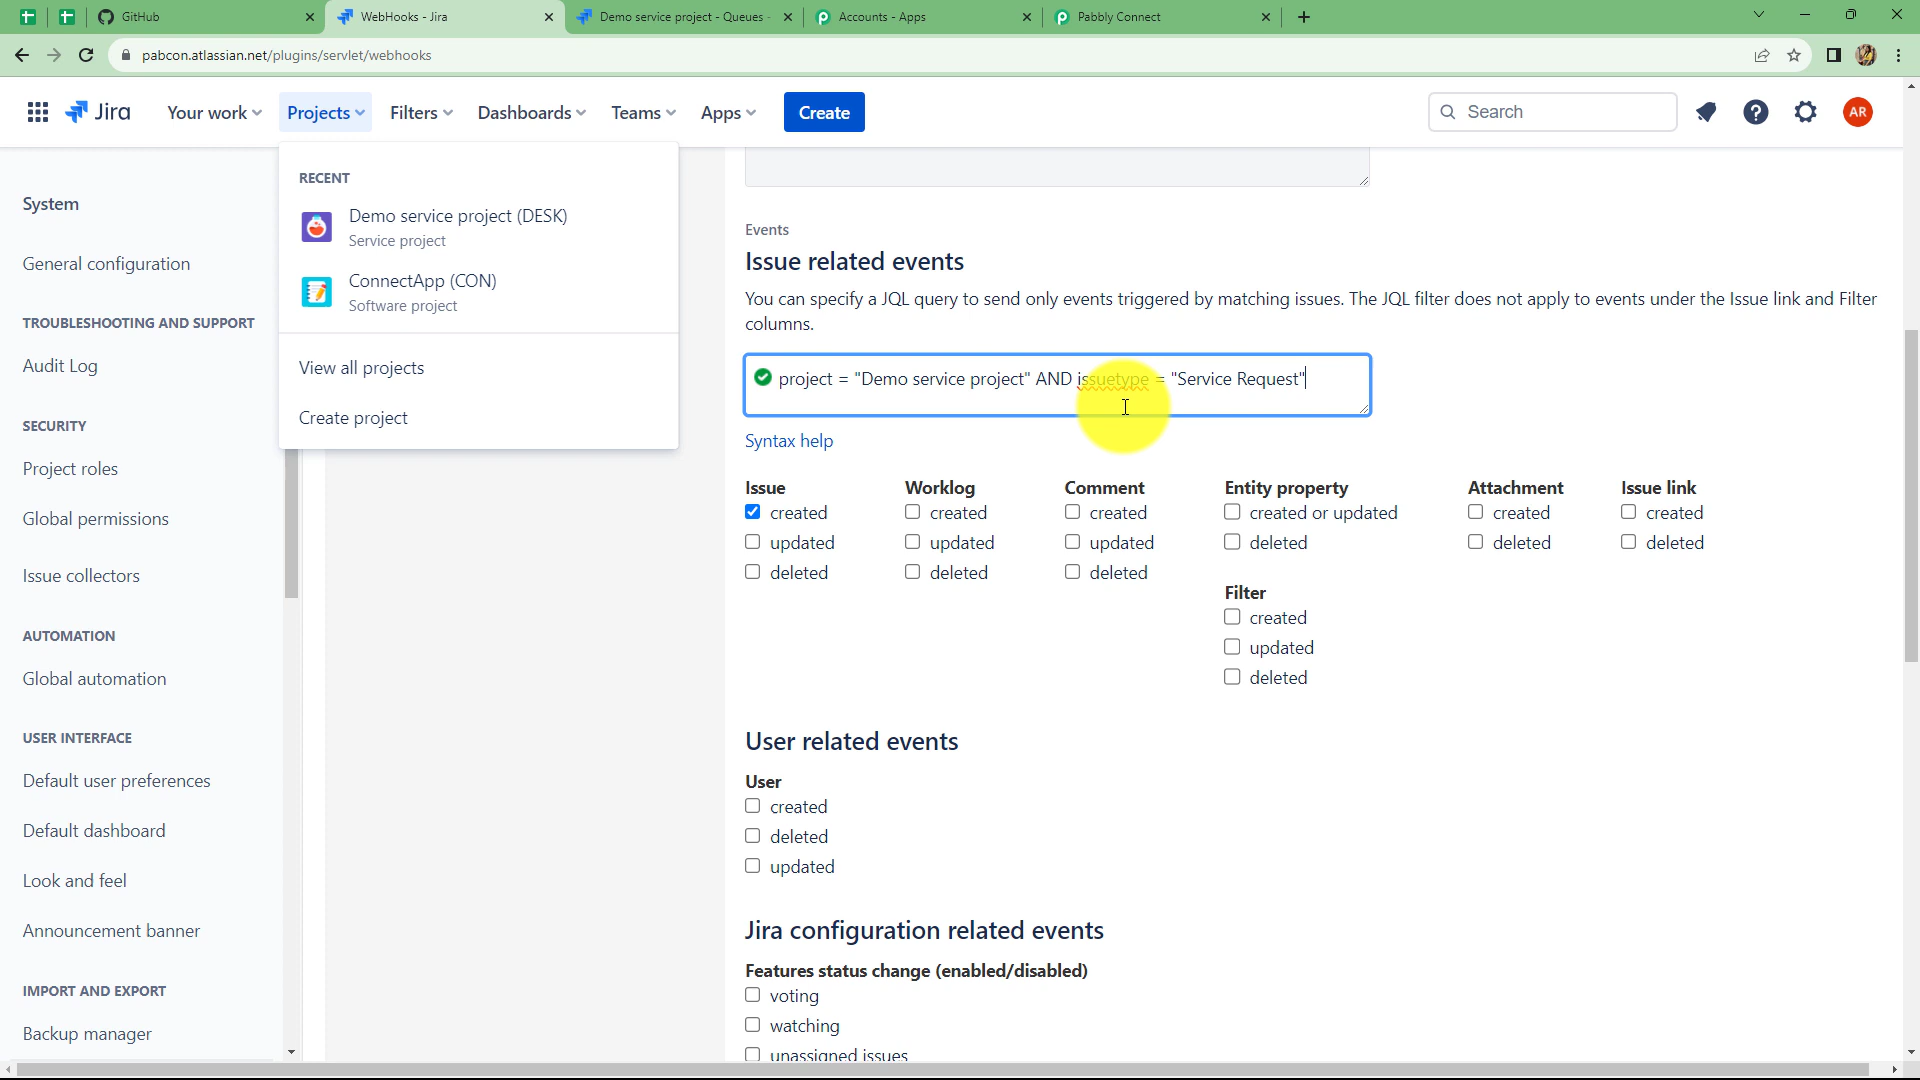 GitHub
WebHooks - Jira
Demo service project - Queues -
Accounts - Apps
Pabbly Connect
pabcon.atlassian.net/plugins/servlet/webhooks
Jira
Your work
Projects
Filters
Dashboards
Teams
Apps
Create
Search
AR
System
General configuration
TROUBLESHOOTING AND SUPPORT
Audit Log
SECURITY
Project roles
Global permissions
Issue collectors
AUTOMATION
Global automation
USER INTERFACE
Default user preferences
Default dashboard
Look and feel
Announcement banner
IMPORT AND EXPORT
Backup manager
RECENT
Demo service project (DESK)
Service project
ConnectApp (CON)
Software project
View all projects
Create project
Events
Issue related events
You can specify a JQL query to send only events triggered by matching issues. The JQL filter does not apply to events under the Issue link and Filter
columns.
project = "Demo service project" AND issuetype = "Service Request"
Syntax help
Issue
created
updated
deleted
Worklog
created
updated
deleted
Comment
created
updated
deleted
Entity property
created or updated
deleted
Filter
created
updated
deleted
Attachment
created
deleted
Issue link
created
deleted
User related events
User
created
deleted
updated
Jira configuration related events
Features status change (enabled/disabled)
voting
watching
unassigned issues